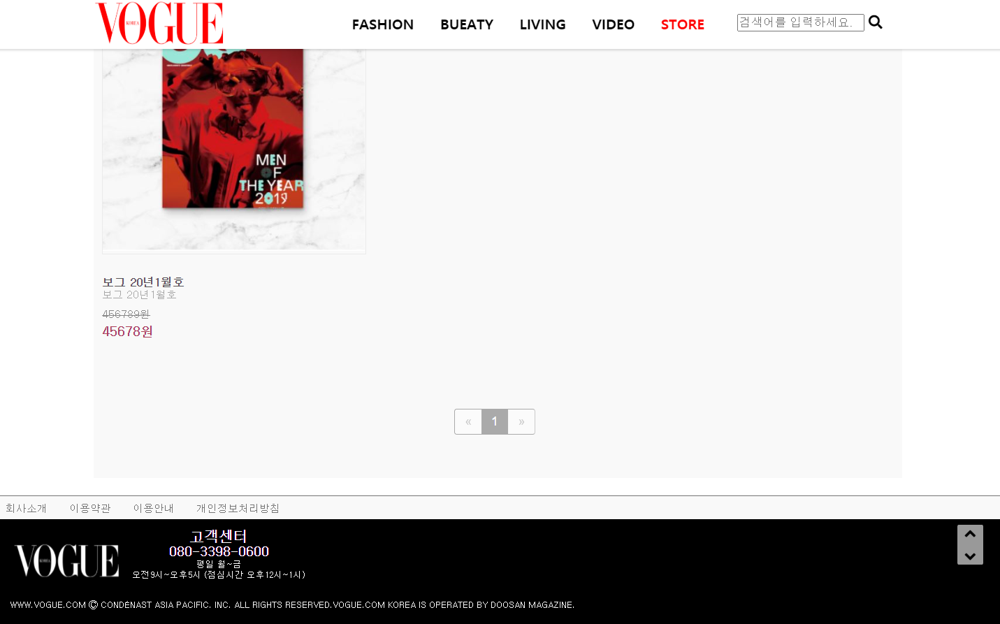 VOGUE
KOREA
FASHION BUEATY LIVING VIDEO STORE
검색어를 입력하세요.
MEN
OF
THE YEAR
2019
보그 20년1월호
보그 20년1월호
456789원
45678원
« 1 »
회사소개 이용약관 이용안내 개인정보처리방침
VOGUE
KOREA
고객센터
080-3398-0600
평일 월~금
오전9시~오후5시 (점심시간 오후12시~1시)
WWW.VOGUE.COM Ⓒ CONDÉNAST ASIA PACIFIC. INC. ALL RIGHTS RESERVED.VOGUE.COM KOREA IS OPERATED BY DOOSAN MAGAZINE.